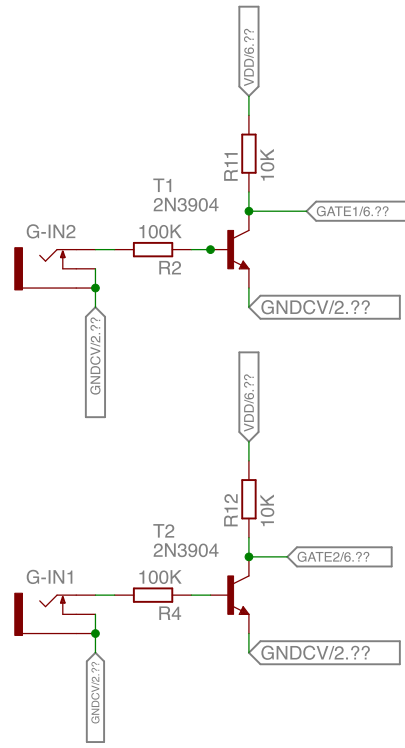 VDD/6.??
R11
10K
T1
2N3904
GATE1/6.??
G-IN2
100K
R2
GNDCV/2.??
GNDCV/2.??
VDD/6.??
R12
10K
T2
2N3904
GATE2/6.??
G-IN1
100K
R4
GNDCV/2.??
GNDCV/2.??